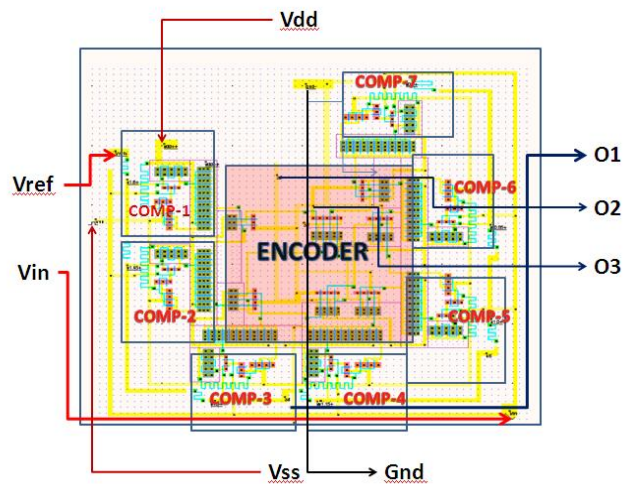 Vdd
COMP-7
O1
Vref
COMP-1
COMP-6
O2
ENCODER
Vin
O3
COMP-2
COMP-5
COMP-3
COMP-4
Vss
Gnd